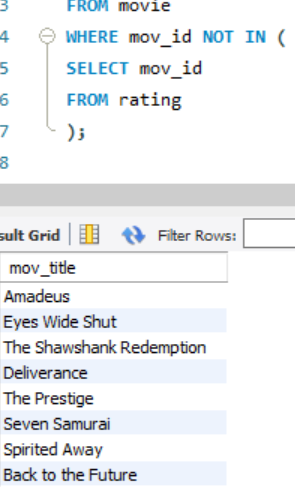 3 FROM movie
4 WHERE mov_id NOT IN (
5 SELECT mov_id
6 FROM rating
7 );
8
sult Grid Filter Rows:
mov_title
Amadeus
Eyes Wide Shut
The Shawshank Redemption
Deliverance
The Prestige
Seven Samurai
Spirited Away
Back to the Future